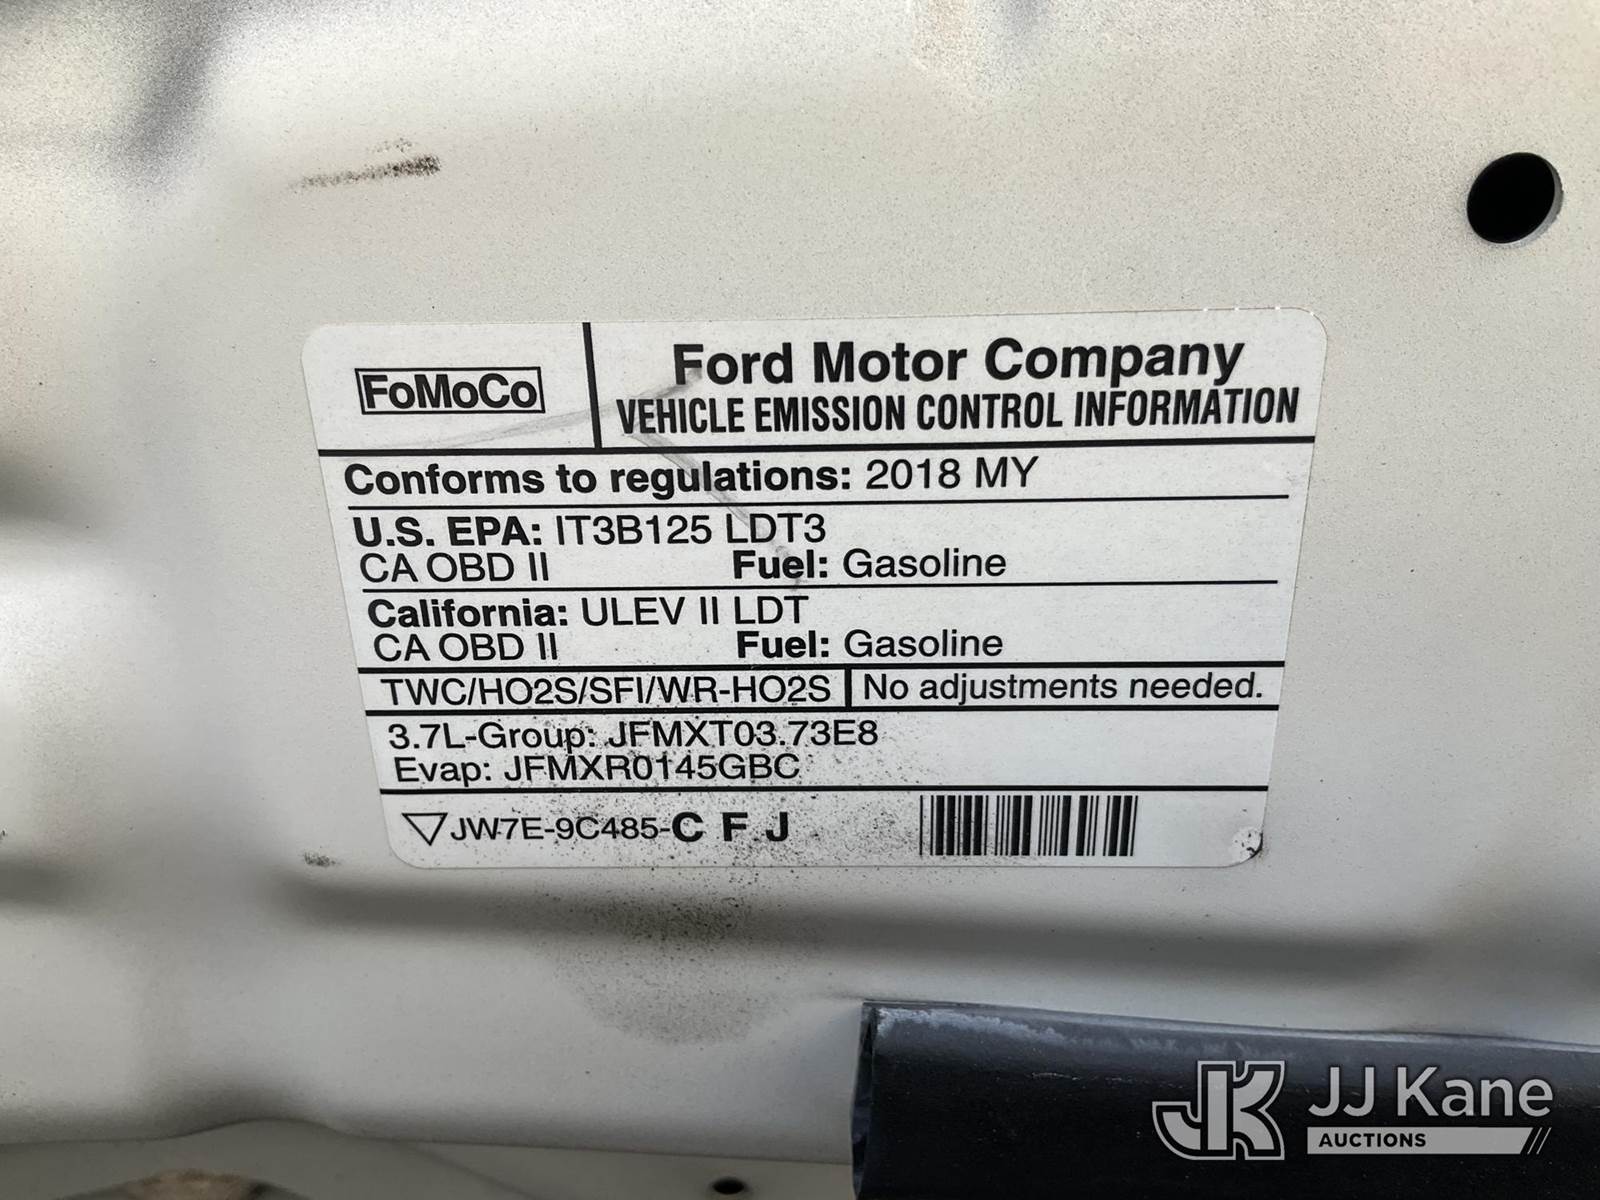 FoMoCo
Ford Motor Company
VEHICLE EMISSION CONTROL INFORMATION
Conforms to regulations: 2018 MY
U.S. EPA: IT3B125 LDT3
CA OBD II Fuel: Gasoline
California: ULEV II LDT
CA OBD II Fuel: Gasoline
TWC/HO2S/SFI/WR-HO2S No adjustments needed.
3.7L-Group: JFMXT03.73E8
Evap: JFMXR0145GBC
JW7E-9C485-C F J
JK JJ Kane
AUCTIONS